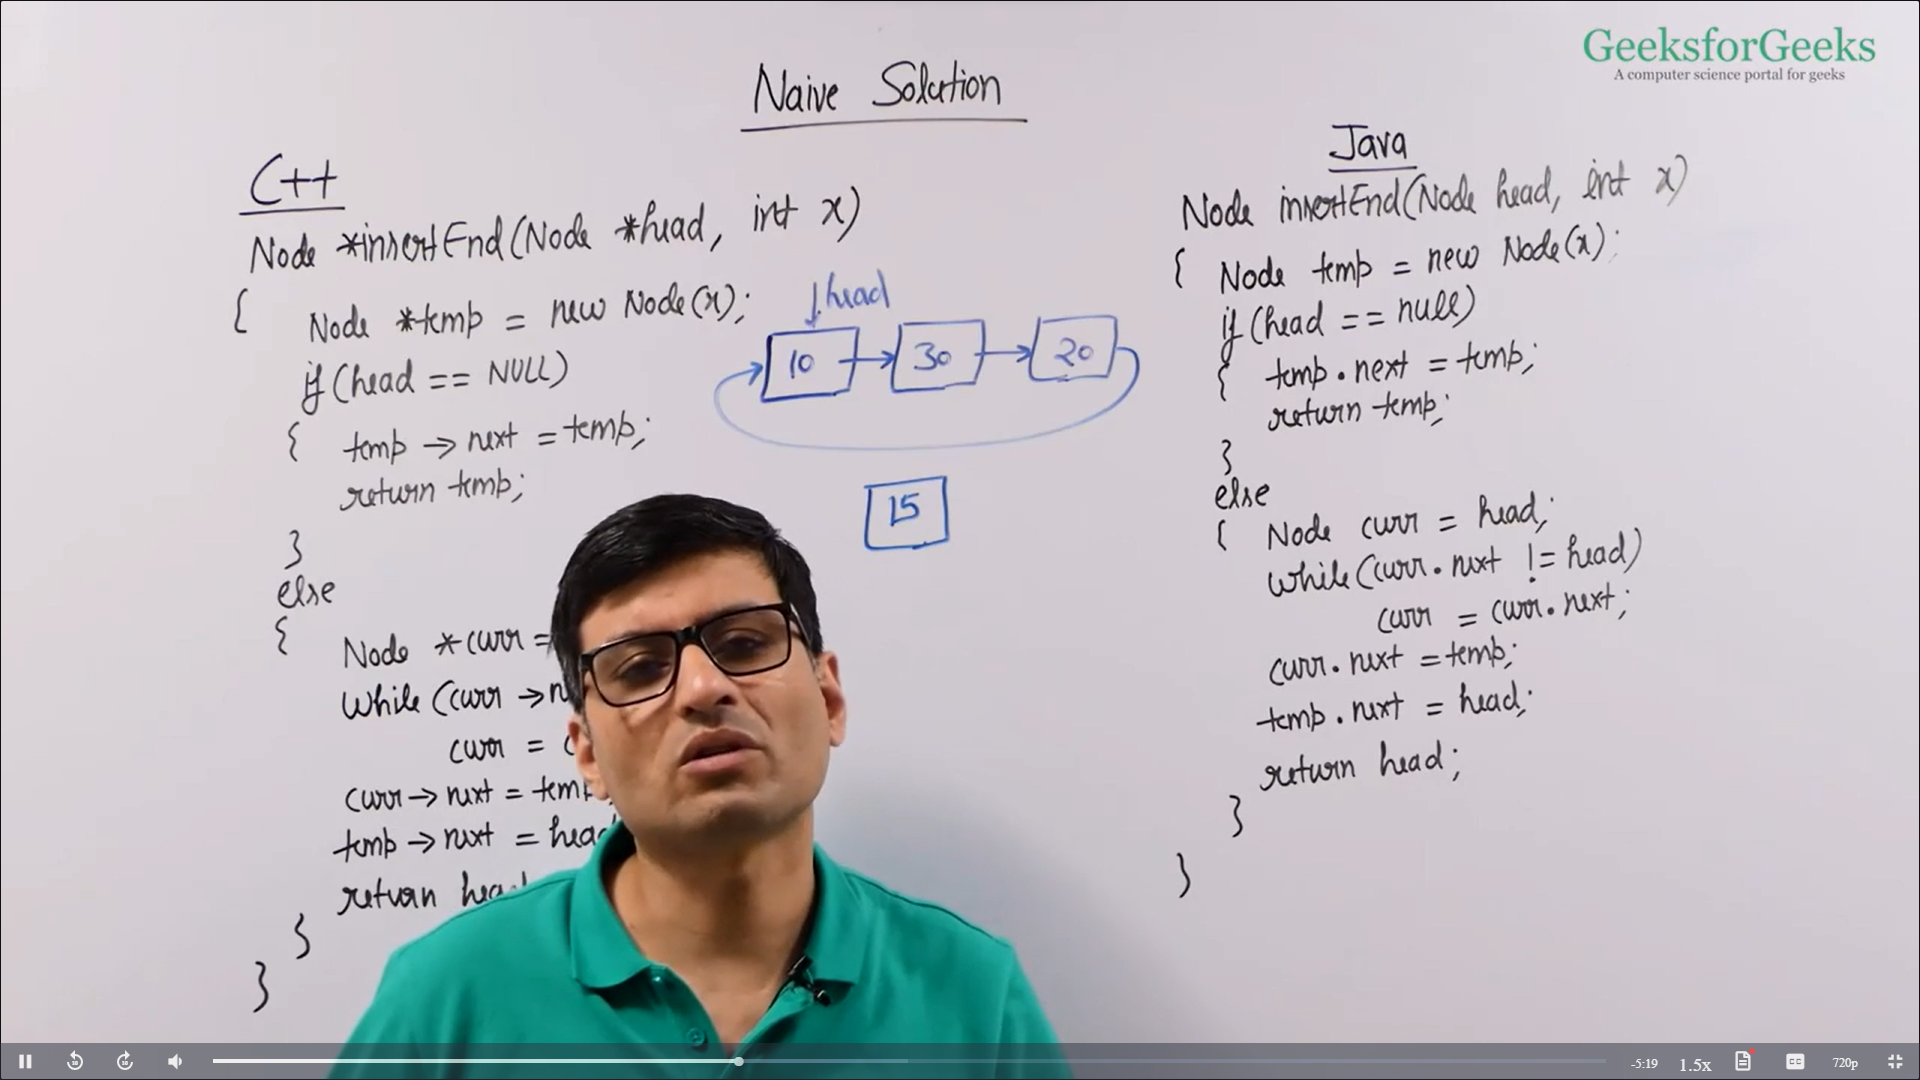 GeeksforGeeks
A computer science portal for geeks
Naive Solution
C++
Node *insertEnd(Node *head, int x)
{ Node *temp = new Node(x);
if(head == NULL)
{ temp → next = temp;
return temp;
}
else
{ Node *curr =
While (curr →
curr =
curr → next = temp
temp → next = head
return
}
}
head
10
30
20
15
Java
Node insertEnd(Node head, int x)
{ Node temp = new Node(x);
if(head == null)
{ temp.next = temp;
return temp;
}
else
{ Node curr = head;
while(curr.next != head)
curr = curr.next;
curr.next = temp;
temp.next = head;
return head;
}
}
10
10
-5:19
1.5x
CC
720p